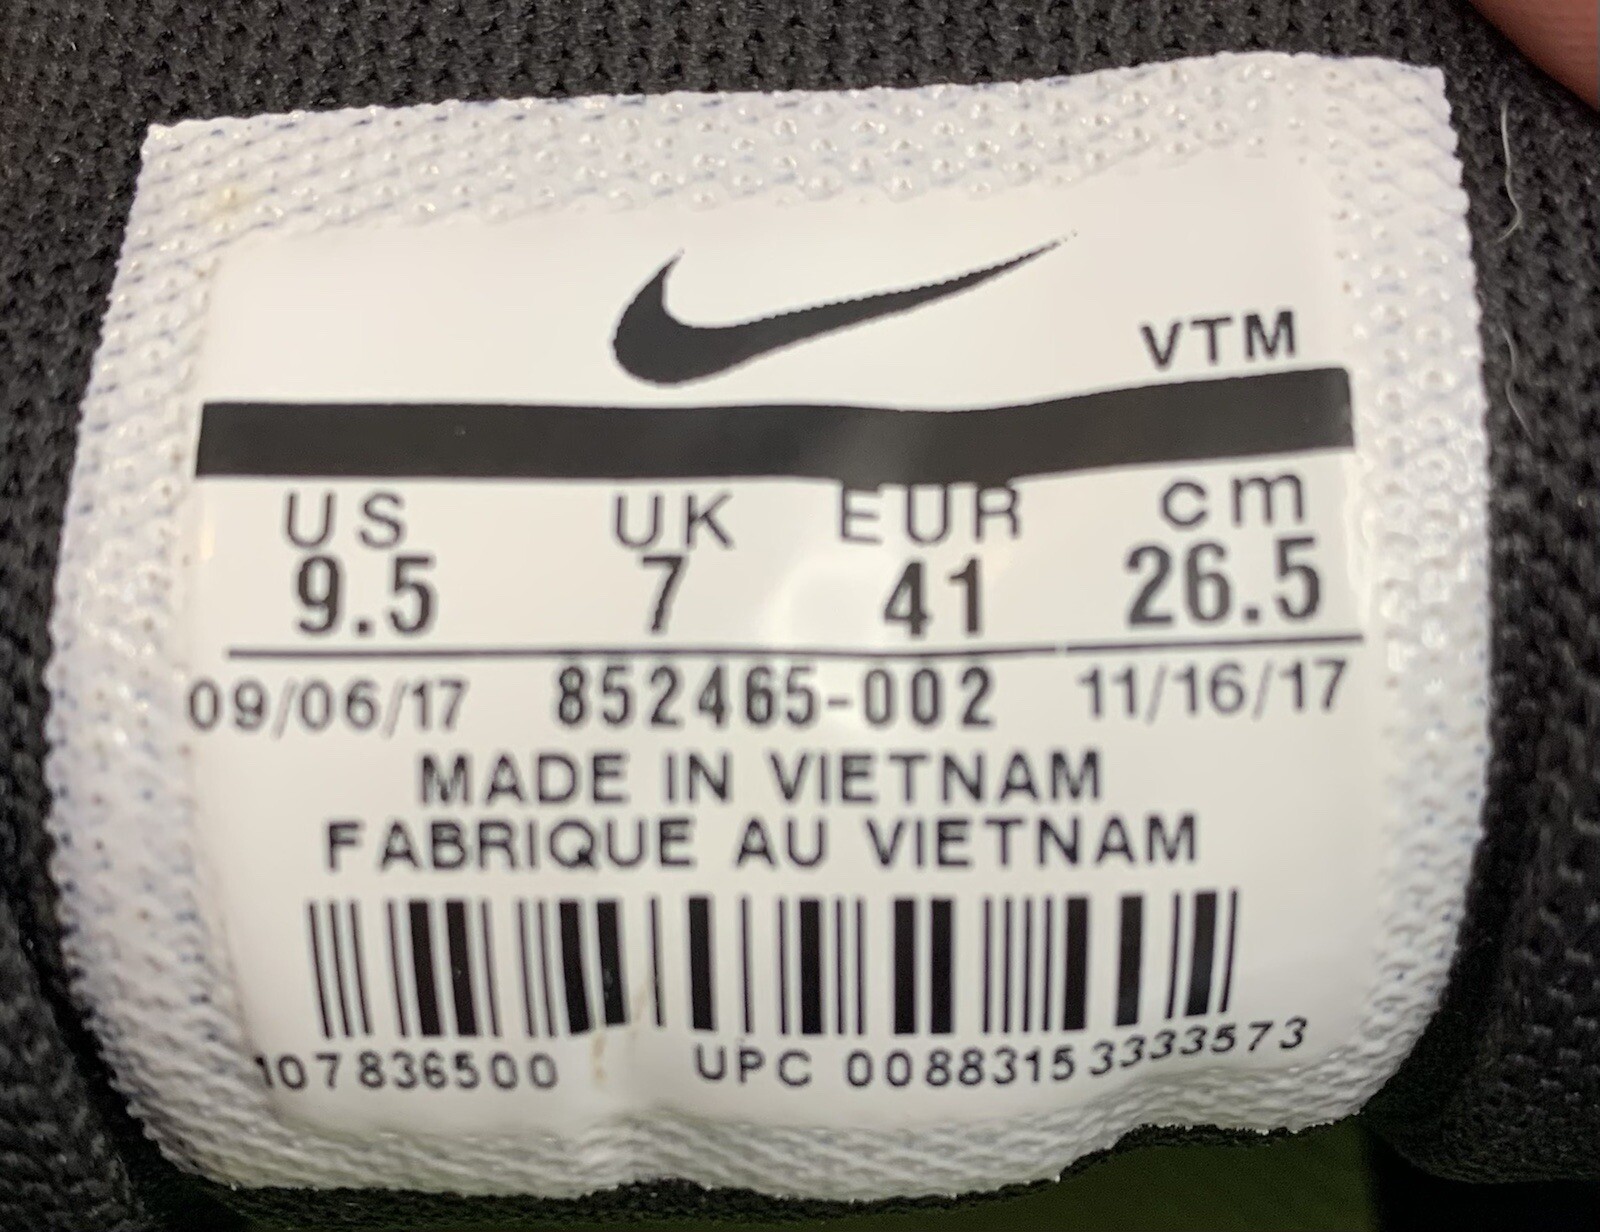 VTM
US UK EUR cm
9.5 7 41 26.5
09/06/17 852465-002 11/16/17
MADE IN VIETNAM
FABRIQUE AU VIETNAM
107836500 UPC 00883153333573